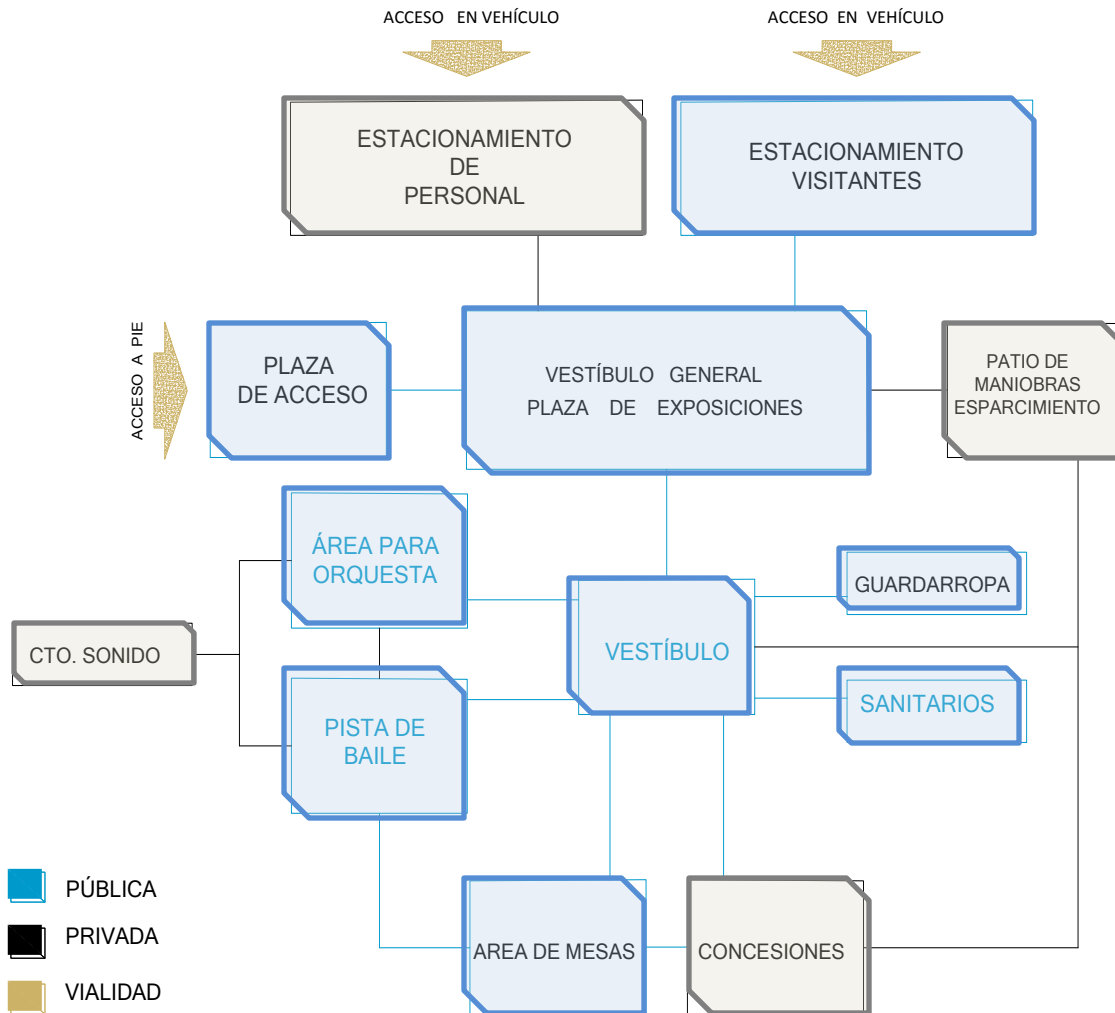 ACCESO EN VEHÍCULO
ACCESO EN VEHÍCULO
ESTACIONAMIENTO
DE
PERSONAL
ESTACIONAMIENTO
VISITANTES
ACCESO A PIE
PLAZA
DE ACCESO
VESTÍBULO GENERAL
PLAZA DE EXPOSICIONES
PATIO DE
MANIOBRAS
ESPARCIMIENTO
ÁREA PARA
ORQUESTA
GUARDARROPA
CTO. SONIDO
VESTÍBULO
PISTA DE
BAILE
SANITARIOS
PÚBLICA
PRIVADA
VIALIDAD
AREA DE MESAS
CONCESIONES